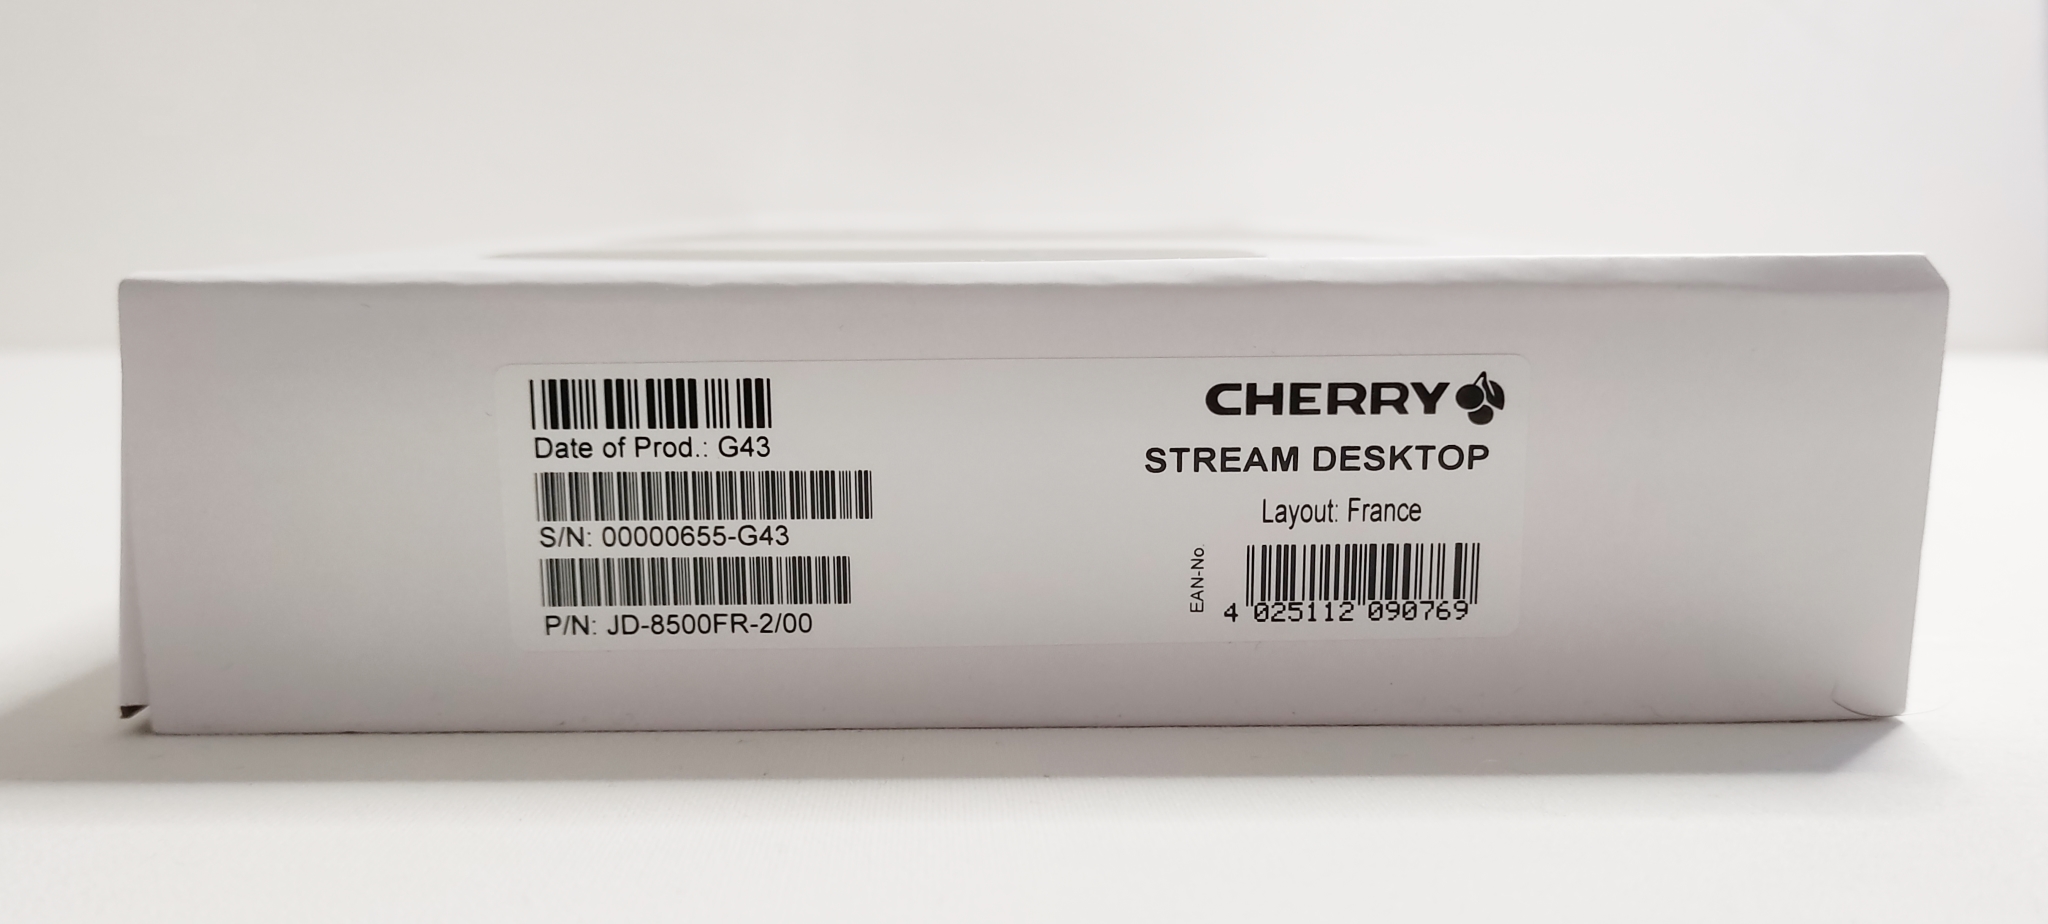 Date of Prod.: G43
S/N: 00000655-G43
P/N: JD-8500FR-2/00
CHERRY
STREAM DESKTOP
Layout: France
EAN-No.
4 025112 090769